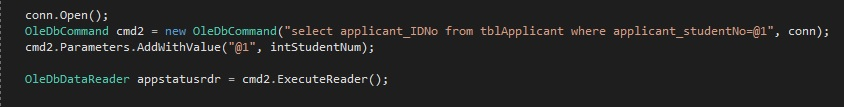 conn.Open();
OleDbCommand cmd2 = new OleDbCommand("select applicant_IDNo from tblApplicant where applicant_studentNo=@1", conn);
cmd2.Parameters.AddWithValue("@1", intStudentNum);
OleDbDataReader appstatusrdr = cmd2.ExecuteReader();